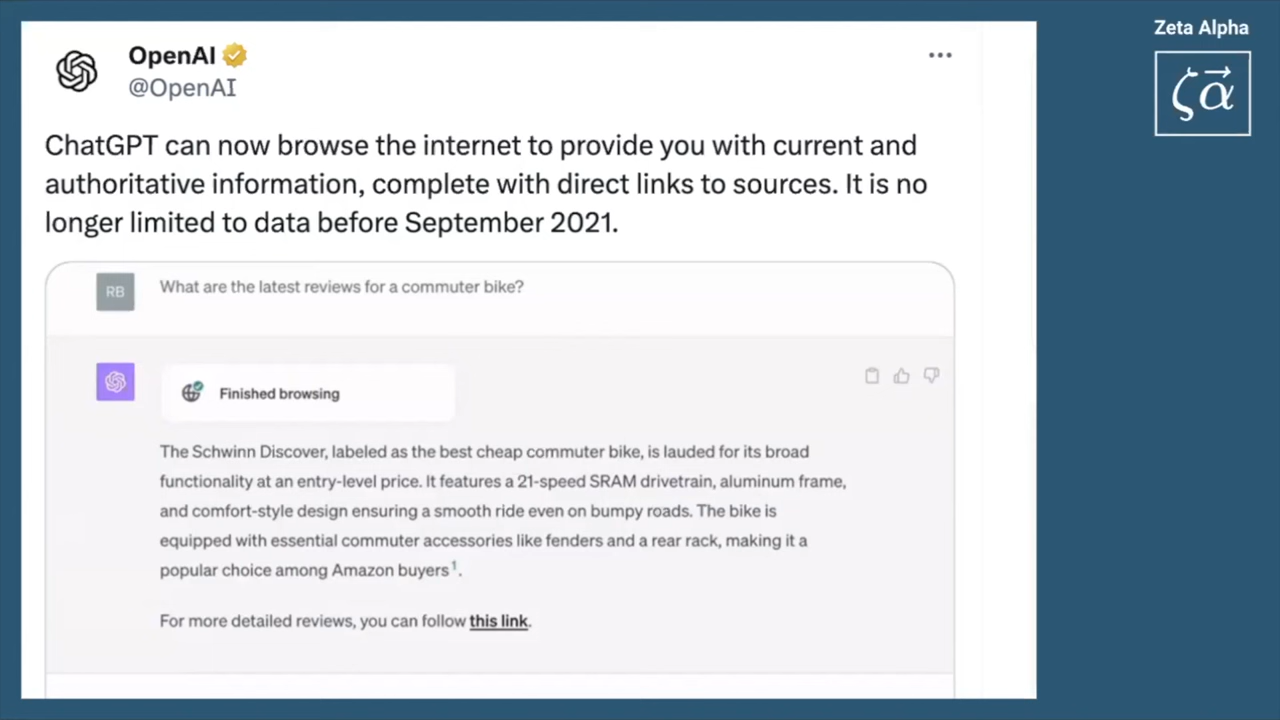 Zeta Alpha
ζα
OpenAI
@OpenAI
ChatGPT can now browse the internet to provide you with current and
authoritative information, complete with direct links to sources. It is no
longer limited to data before September 2021.
RB
What are the latest reviews for a commuter bike?
Finished browsing
The Schwinn Discover, labeled as the best cheap commuter bike, is lauded for its broad
functionality at an entry-level price. It features a 21-speed SRAM drivetrain, aluminum frame,
and comfort-style design ensuring a smooth ride even on bumpy roads. The bike is
equipped with essential commuter accessories like fenders and a rear rack, making it a
popular choice among Amazon buyers¹.
For more detailed reviews, you can follow this link.